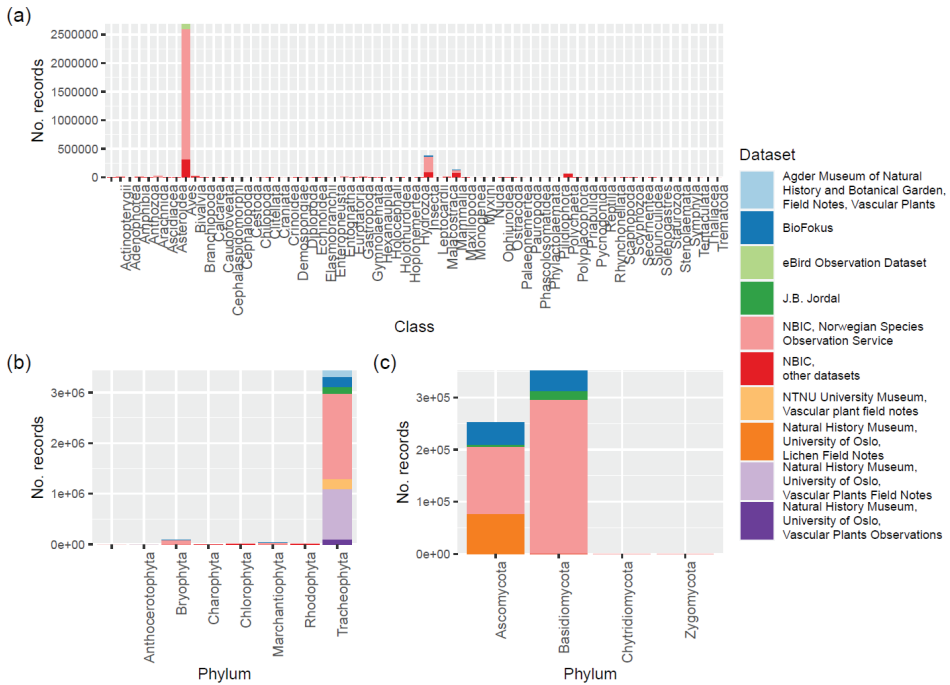 (a)
No. records
2500000
2000000
1500000
1000000
500000
0
Actinopterygii
Adenophorea
Amphibia
Anthozoa
Arachnida
Ascidiacea
Asteroidea
Aves
Bivalvia
Branchiopoda
Calcarea
Caudofoveata
Cephalaspidomorphi
Cephalopoda
Cestoda
Chilopoda
Clitellata
Craniata
Crinoidea
Demospongiae
Diplopoda
Echinoidea
Elasmobranchii
Enteropneusta
Entognatha
Eurotatoria
Gastropoda
Gymnolaemata
Hexanauplia
Holocephali
Holothuroidea
Hoplonemertea
Hydrozoa
Insecta
Leptocardii
Malacostraca
Mammalia
Maxillopoda
Monogenea
Myxini
Nuda
Ophiuroidea
Ostracoda
Palaeonemertea
Pauropoda
Phascolosomatidea
Phylactolaemata
Pilidiophora
Polychaeta
Polyplacophora
Priapulida
Pycnogonida
Reptilia
Rhynchonellata
Scaphopoda
Scyphozoa
Secernentea
Sipunculidea
Solenogastres
Staurozoa
Stenolaemata
Symphyla
Tentaculata
Thaliacea
Trematoda
Class
(b)
No. records
3e+06
2e+06
1e+06
0e+00
Anthocerotophyta
Bryophyta
Charophyta
Chlorophyta
Marchantiophyta
Rhodophyta
Tracheophyta
Phylum
(c)
No. records
3e+05
2e+05
1e+05
0e+00
Ascomycota
Basidiomycota
Chytridiomycota
Zygomycota
Phylum
Dataset
Agder Museum of Natural
History and Botanical Garden,
Field Notes, Vascular Plants
BioFokus
eBird Observation Dataset
J.B. Jordal
NBIC, Norwegian Species
Observation Service
NBIC,
other datasets
NTNU University Museum,
Vascular plant field notes
Natural History Museum,
University of Oslo,
Lichen Field Notes
Natural History Museum,
University of Oslo,
Vascular Plants Field Notes
Natural History Museum,
University of Oslo,
Vascular Plants Observations